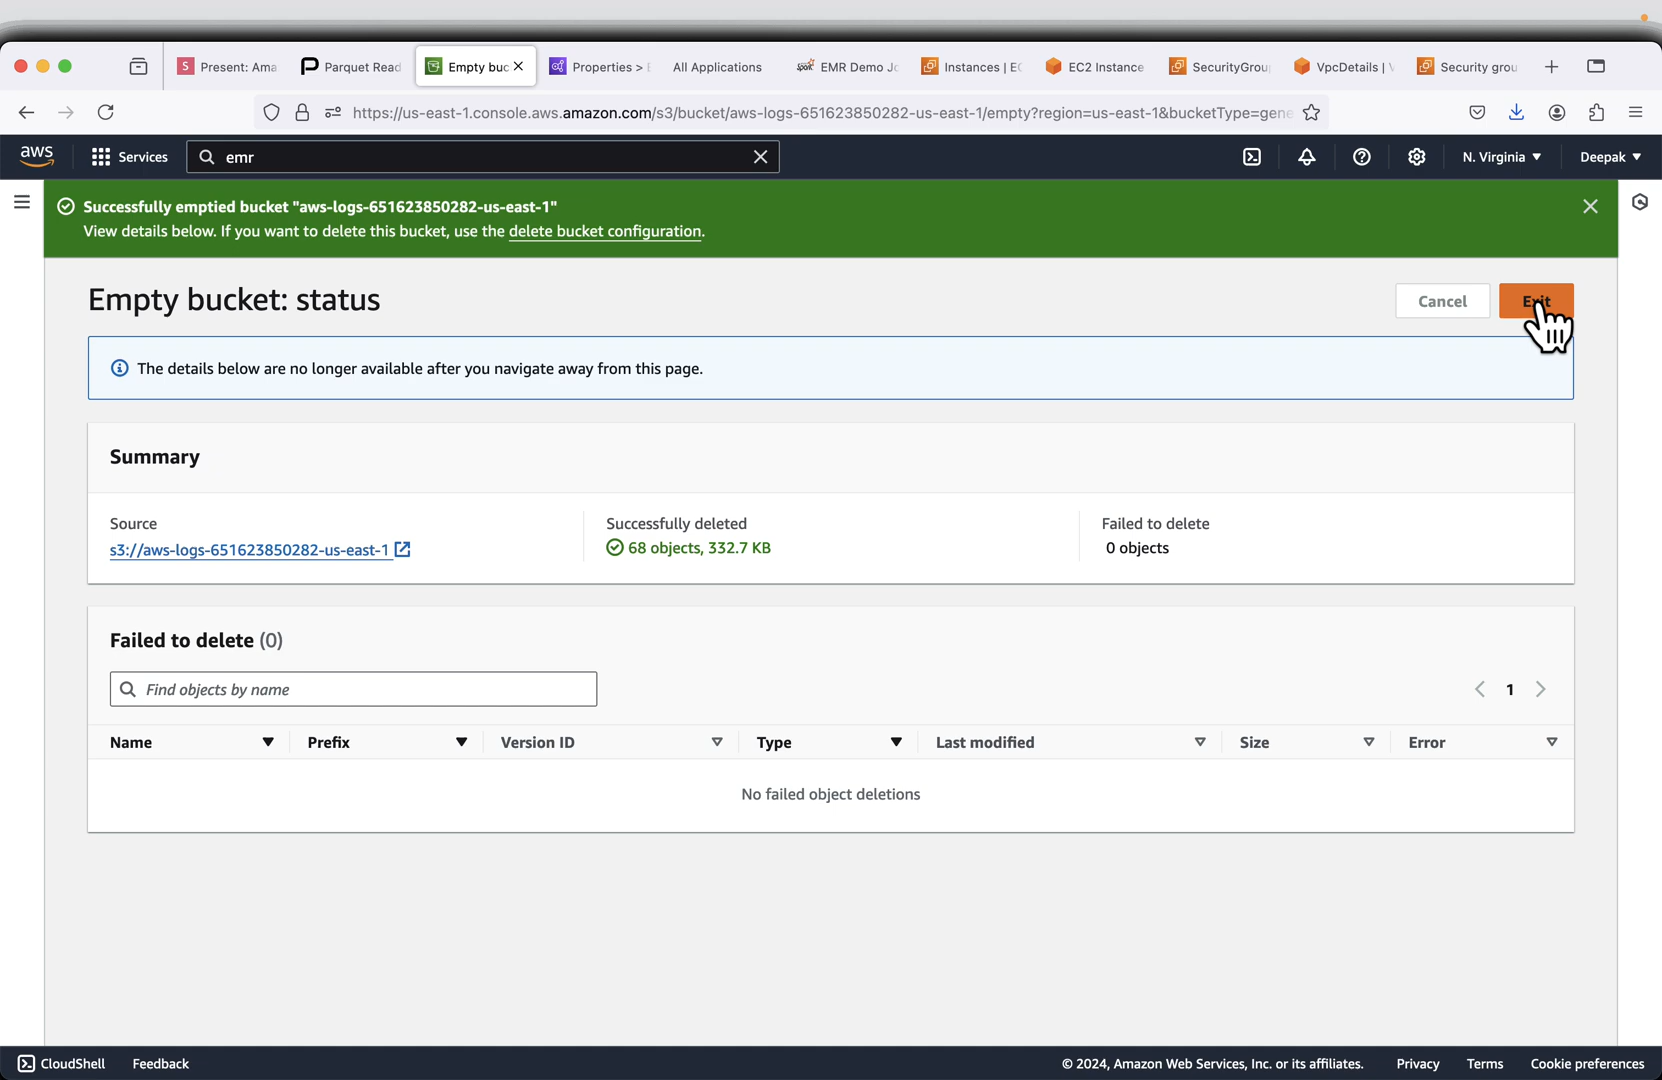 Present: Ama
Parquet Read
Empty buc
Properties >
All Applications
EMR Demo Jo
Instances | EC
EC2 Instance
SecurityGroup
VpcDetails | V
Security grou
https://us-east-1.console.aws.amazon.com/s3/bucket/aws-logs-651623850282-us-east-1/empty?region=us-east-1&bucketType=gene
aws
Services
emr
N. Virginia
Deepak
Successfully emptied bucket "aws-logs-651623850282-us-east-1"
View details below. If you want to delete this bucket, use the delete bucket configuration.
Empty bucket: status
Cancel
Exit
The details below are no longer available after you navigate away from this page.
Summary
Source
Successfully deleted
Failed to delete
s3://aws-logs-651623850282-us-east-1
68 objects, 332.7 KB
0 objects
Failed to delete (0)
Find objects by name
1
Name
Prefix
Version ID
Type
Last modified
Size
Error
No failed object deletions
CloudShell
Feedback
© 2024, Amazon Web Services, Inc. or its affiliates.
Privacy
Terms
Cookie preferences